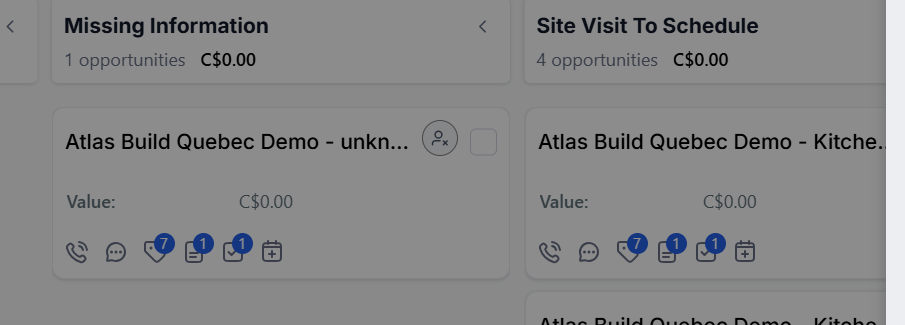 Missing Information
1 opportunities C$0.00
Atlas Build Quebec Demo - unkn...
Value: C$0.00
7 1 1
Site Visit To Schedule
4 opportunities C$0.00
Atlas Build Quebec Demo - Kitche..
Value: C$0.00
7 1 1
Atlas Build Quebec Demo - Kitche